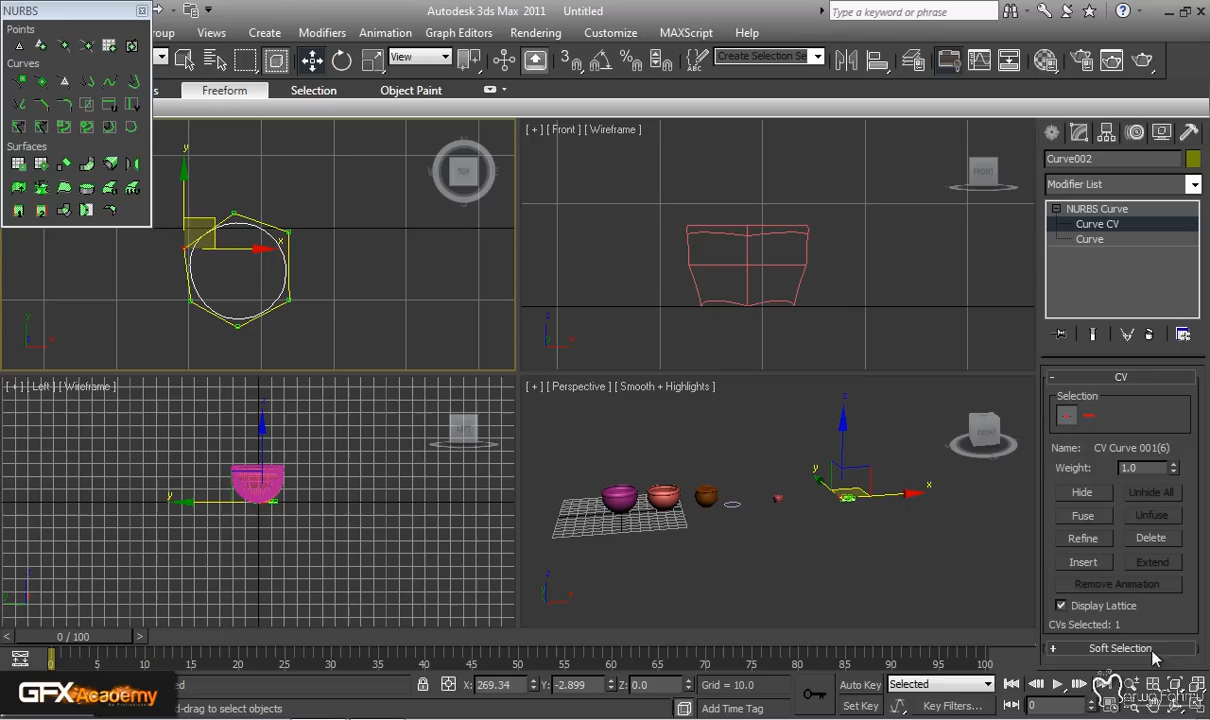 NURBS
Autodesk 3ds Max 2011
Untitled
Type a keyword or phrase
Points
Curves
Surfaces
oup
Views
Create
Modifiers
Animation
Graph Editors
Rendering
Customize
MAXScript
Help
View
3
Create Selection Se
ABC
Freeform
Selection
Object Paint
TOP
y
x
[ + ] [ Front ] [ Wireframe ]
FRONT
z
x
[ + ] [ Left ] [ Wireframe ]
LEFT
z
y
[ + ] [ Perspective ] [ Smooth + Highlights ]
FRONT
z
y
x
Curve002
Modifier List
NURBS Curve
Curve CV
Curve
CV
Selection
Name: CV Curve 001(6)
Weight: 1.0
Hide
Unhide All
Fuse
Unfuse
Refine
Delete
Insert
Extend
Remove Animation
Display Lattice
CVs Selected: 1
Soft Selection
0 / 100
0 5 10 15 20 25 30 35 40 45 50 55 60 65 70 75 80 85 90 95 100
GFXAcademy
Be Professional
X: 269.34
Y: -2.899
Z: 0.0
Grid = 10.0
Auto Key
Selected
-drag to select objects
Add Time Tag
Set Key
Key Filters...
0